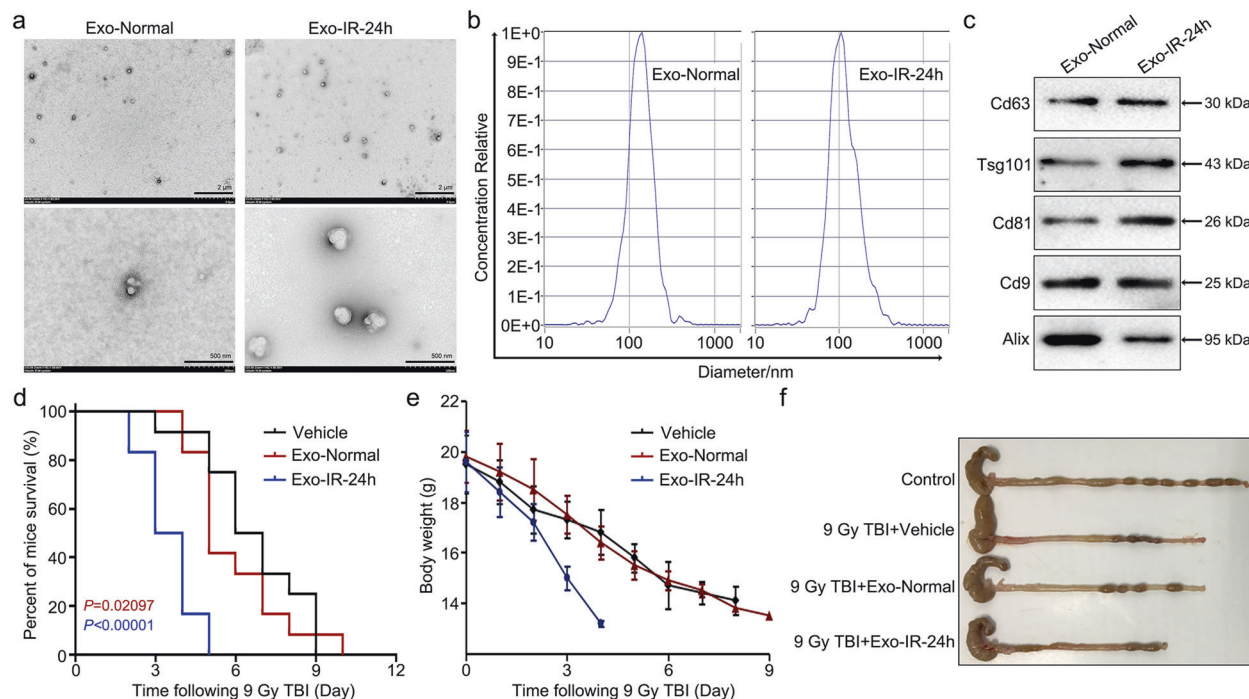 a
Exo-Normal
Exo-IR-24h
2 μm
2 μm
500 nm
500 nm
b
Concentration Relative
1E+0
9E-1
8E-1
7E-1
6E-1
5E-1
4E-1
3E-1
2E-1
1E-1
0E+0
Exo-Normal
Exo-IR-24h
10
100
1000
10
100
1000
Diameter/nm
c
Exo-Normal
Exo-IR-24h
Cd63
30 kDa
Tsg101
43 kDa
Cd81
26 kDa
Cd9
25 kDa
Alix
95 kDa
d
Percent of mice survival (%)
100
80
60
40
20
0
Vehicle
Exo-Normal
Exo-IR-24h
P=0.02097
P<0.00001
0
3
6
9
12
Time following 9 Gy TBI (Day)
e
Body weight (g)
22
20
18
16
14
Vehicle
Exo-Normal
Exo-IR-24h
0
3
6
9
Time following 9 Gy TBI (Day)
f
Control
9 Gy TBI+Vehicle
9 Gy TBI+Exo-Normal
9 Gy TBI+Exo-IR-24h